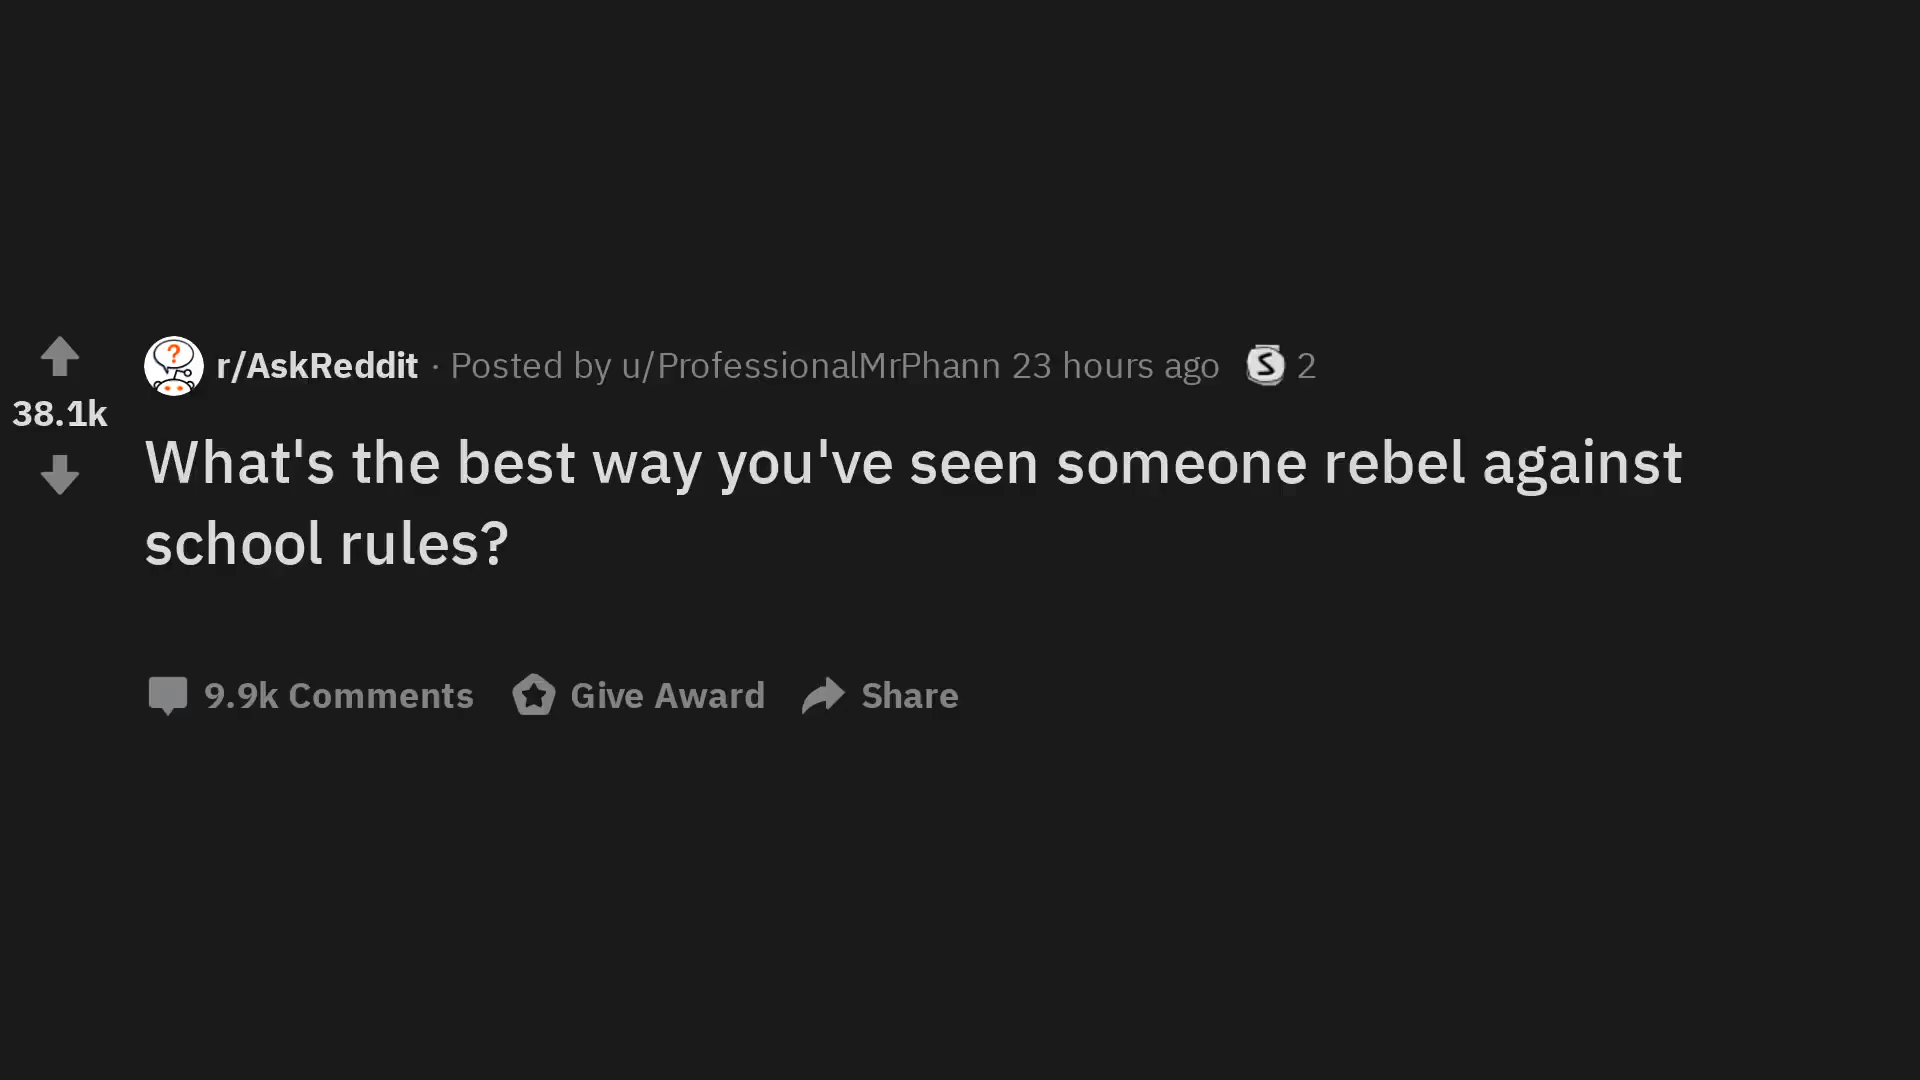 r/AskReddit · Posted by u/ProfessionalMrPhann 23 hours ago S 2
38.1k
What's the best way you've seen someone rebel against
school rules?
9.9k Comments Give Award Share